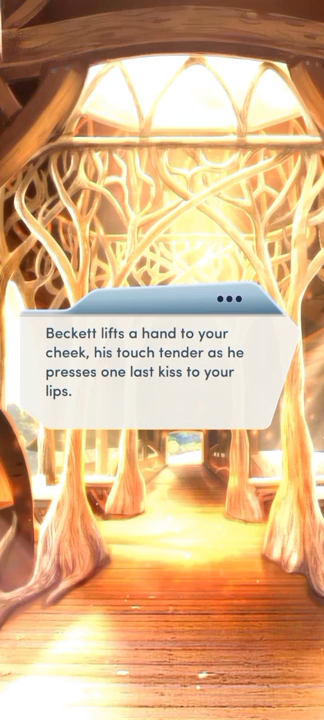 Beckett lifts a hand to your
cheek, his touch tender as he
presses one last kiss to your
lips.